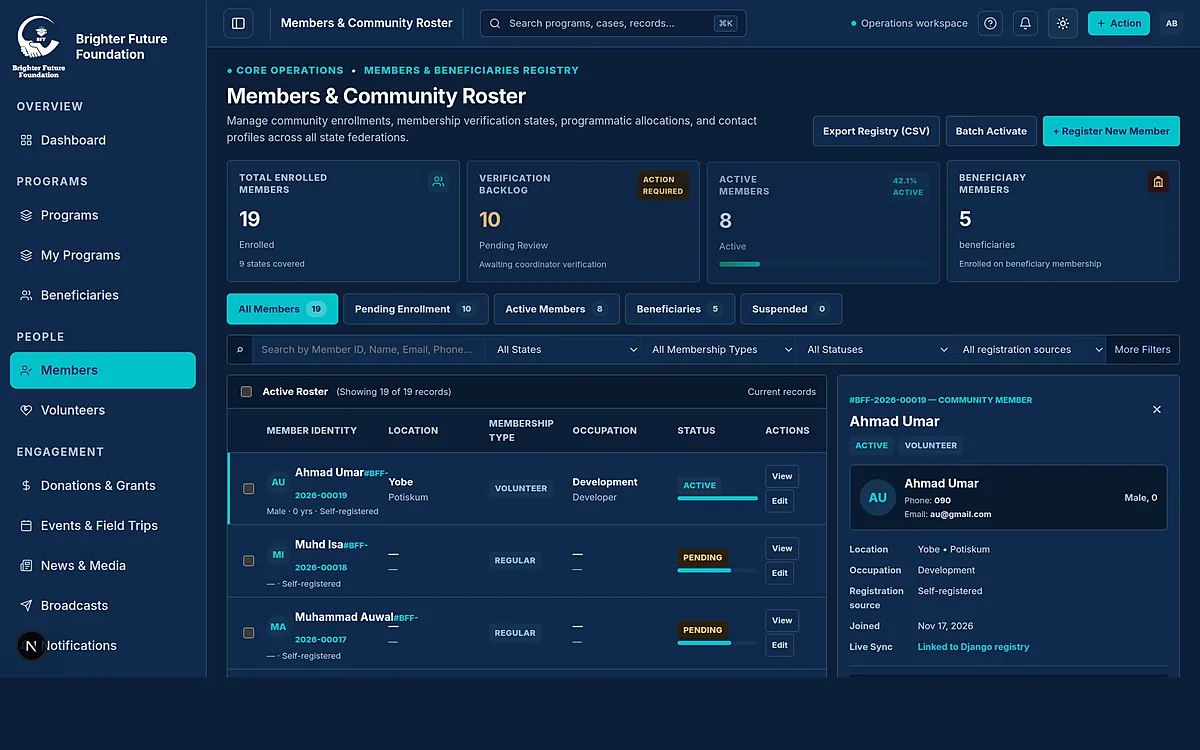 BFF
Brighter Future
Foundation
Brighter Future
Foundation
OVERVIEW
Dashboard
PROGRAMS
Programs
My Programs
Beneficiaries
PEOPLE
Members
Volunteers
ENGAGEMENT
Donations & Grants
Events & Field Trips
News & Media
Broadcasts
N
otifications
Members & Community Roster
Search programs, cases, records...
⌘K
Operations workspace
+ Action
AB
• CORE OPERATIONS • MEMBERS & BENEFICIARIES REGISTRY
Members & Community Roster
Manage community enrollments, membership verification states, programmatic allocations, and contact
profiles across all state federations.
Export Registry (CSV)
Batch Activate
+ Register New Member
TOTAL ENROLLED
MEMBERS
19
Enrolled
9 states covered
VERIFICATION
BACKLOG
ACTION
REQUIRED
10
Pending Review
Awaiting coordinator verification
ACTIVE
MEMBERS
42.1%
ACTIVE
8
Active
BENEFICIARY
MEMBERS
5
beneficiaries
Enrolled on beneficiary membership
All Members 19
Pending Enrollment 10
Active Members 8
Beneficiaries 5
Suspended 0
Search by Member ID, Name, Email, Phone...
All States
All Membership Types
All Statuses
All registration sources
More Filters
Active Roster (Showing 19 of 19 records)
Current records
MEMBER IDENTITY
LOCATION
MEMBERSHIP
TYPE
OCCUPATION
STATUS
ACTIONS
AU
Ahmad Umar#BFF-
2026-00019
Male · 0 yrs · Self-registered
Yobe
Potiskum
VOLUNTEER
Development
Developer
ACTIVE
View
Edit
MI
Muhd Isa#BFF-
2026-00018
— · Self-registered
—
—
REGULAR
—
—
PENDING
View
Edit
MA
Muhammad Auwal#BFF-
2026-00017
— · Self-registered
—
—
REGULAR
—
—
PENDING
View
Edit
#BFF-2026-00019 — COMMUNITY MEMBER
Ahmad Umar
ACTIVE
VOLUNTEER
AU
Ahmad Umar
Phone: 090
Email: au@gmail.com
Male, 0
Location Yobe • Potiskum
Occupation Development
Registration
source
Self-registered
Joined Nov 17, 2026
Live Sync Linked to Django registry